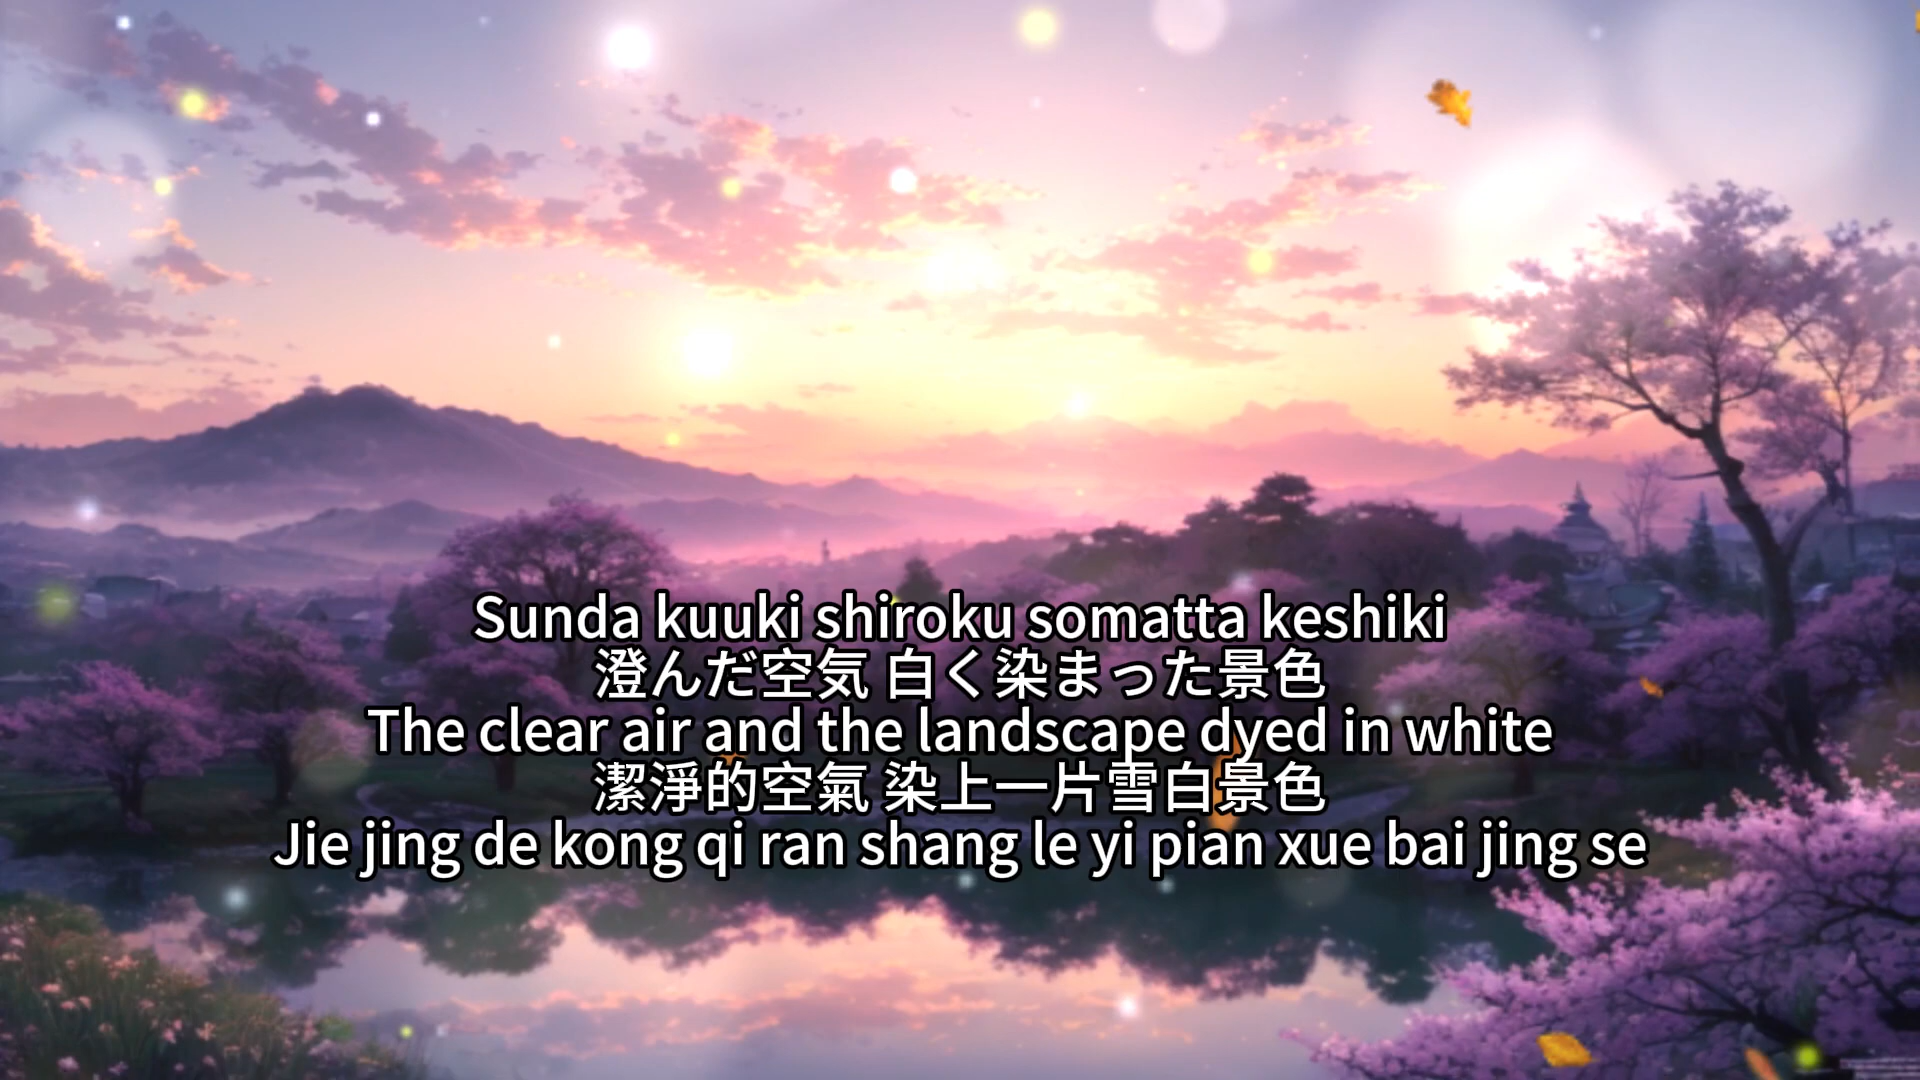 Sunda kuuki shiroku somatta keshiki
澄んだ空気 白く染まった景色
The clear air and the landscape dyed in white
潔淨的空氣 染上一片雪白景色
Jie jing de kong qi ran shang le yi pian xue bai jing se